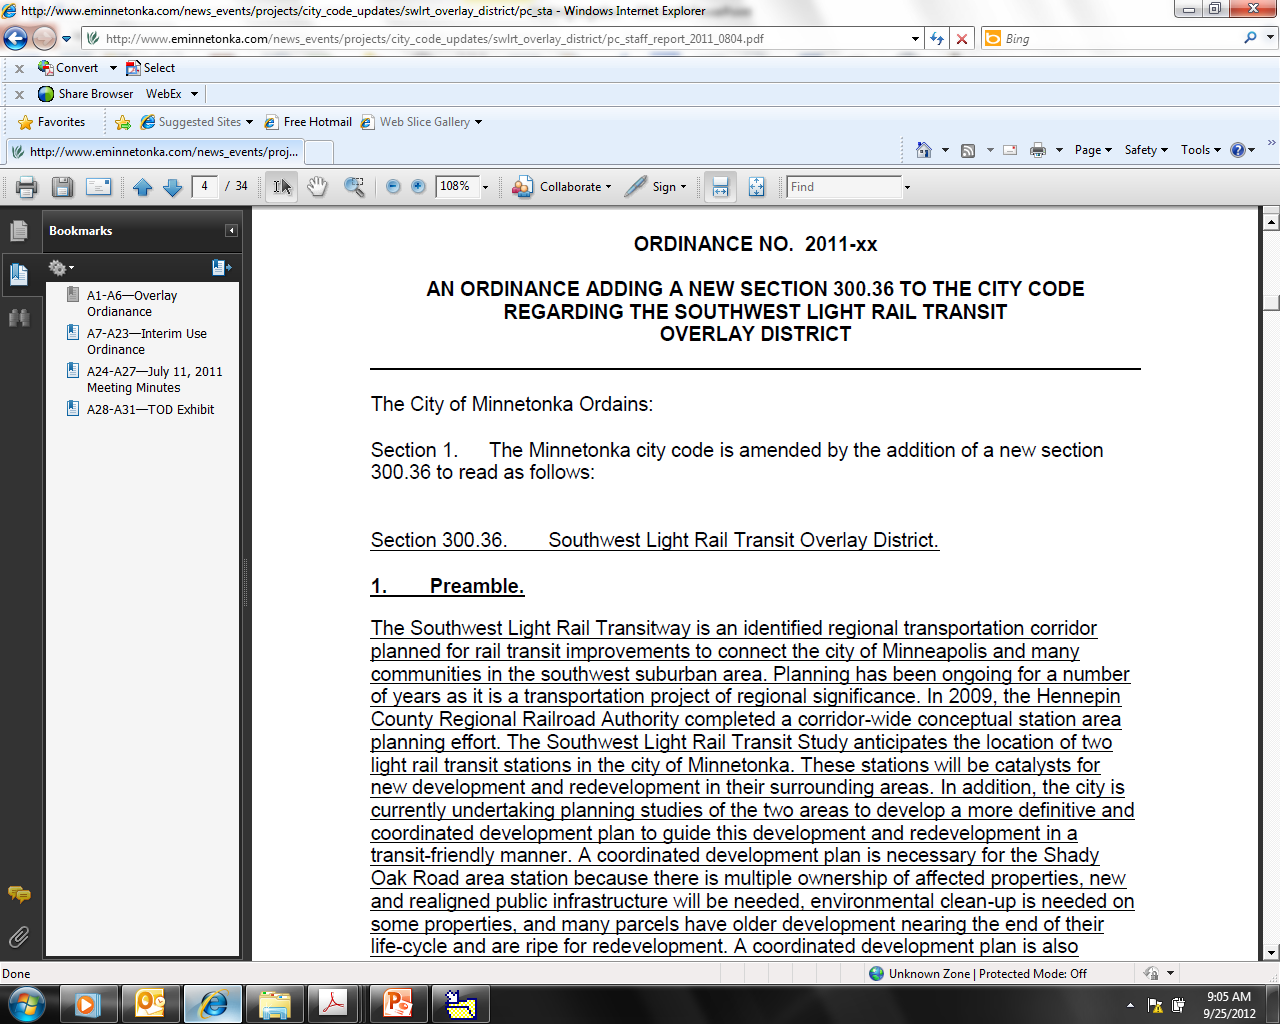 http://www.eminnetonka.com/news_events/projects/city_code_updates/swlrt_overlay_district/pc_sta - Windows Internet Explorer
http://www.eminnetonka.com/news_events/projects/city_code_updates/swlrt_overlay_district/pc_staff_report_2011_0804.pdf
Bing
x Convert Select
x Share Browser WebEx
Favorites Suggested Sites Free Hotmail Web Slice Gallery
http://www.eminnetonka.com/news_events/proj...
Page Safety Tools
4 / 34 108% Collaborate Sign Find
Bookmarks
A1-A6—Overlay
Ordianance
A7-A23—Interim Use
Ordinance
A24-A27—July 11, 2011
Meeting Minutes
A28-A31—TOD Exhibit
ORDINANCE NO. 2011-xx
AN ORDINANCE ADDING A NEW SECTION 300.36 TO THE CITY CODE
REGARDING THE SOUTHWEST LIGHT RAIL TRANSIT
OVERLAY DISTRICT
The City of Minnetonka Ordains:
Section 1. The Minnetonka city code is amended by the addition of a new section
300.36 to read as follows:
Section 300.36. Southwest Light Rail Transit Overlay District.
1. Preamble.
The Southwest Light Rail Transitway is an identified regional transportation corridor
planned for rail transit improvements to connect the city of Minneapolis and many
communities in the southwest suburban area. Planning has been ongoing for a number
of years as it is a transportation project of regional significance. In 2009, the Hennepin
County Regional Railroad Authority completed a corridor-wide conceptual station area
planning effort. The Southwest Light Rail Transit Study anticipates the location of two
light rail transit stations in the city of Minnetonka. These stations will be catalysts for
new development and redevelopment in their surrounding areas. In addition, the city is
currently undertaking planning studies of the two areas to develop a more definitive and
coordinated development plan to guide this development and redevelopment in a
transit-friendly manner. A coordinated development plan is necessary for the Shady
Oak Road area station because there is multiple ownership of affected properties, new
and realigned public infrastructure will be needed, environmental clean-up is needed on
some properties, and many parcels have older development nearing the end of their
life-cycle and are ripe for redevelopment. A coordinated development plan is also
Done
Unknown Zone | Protected Mode: Off
9:05 AM
9/25/2012